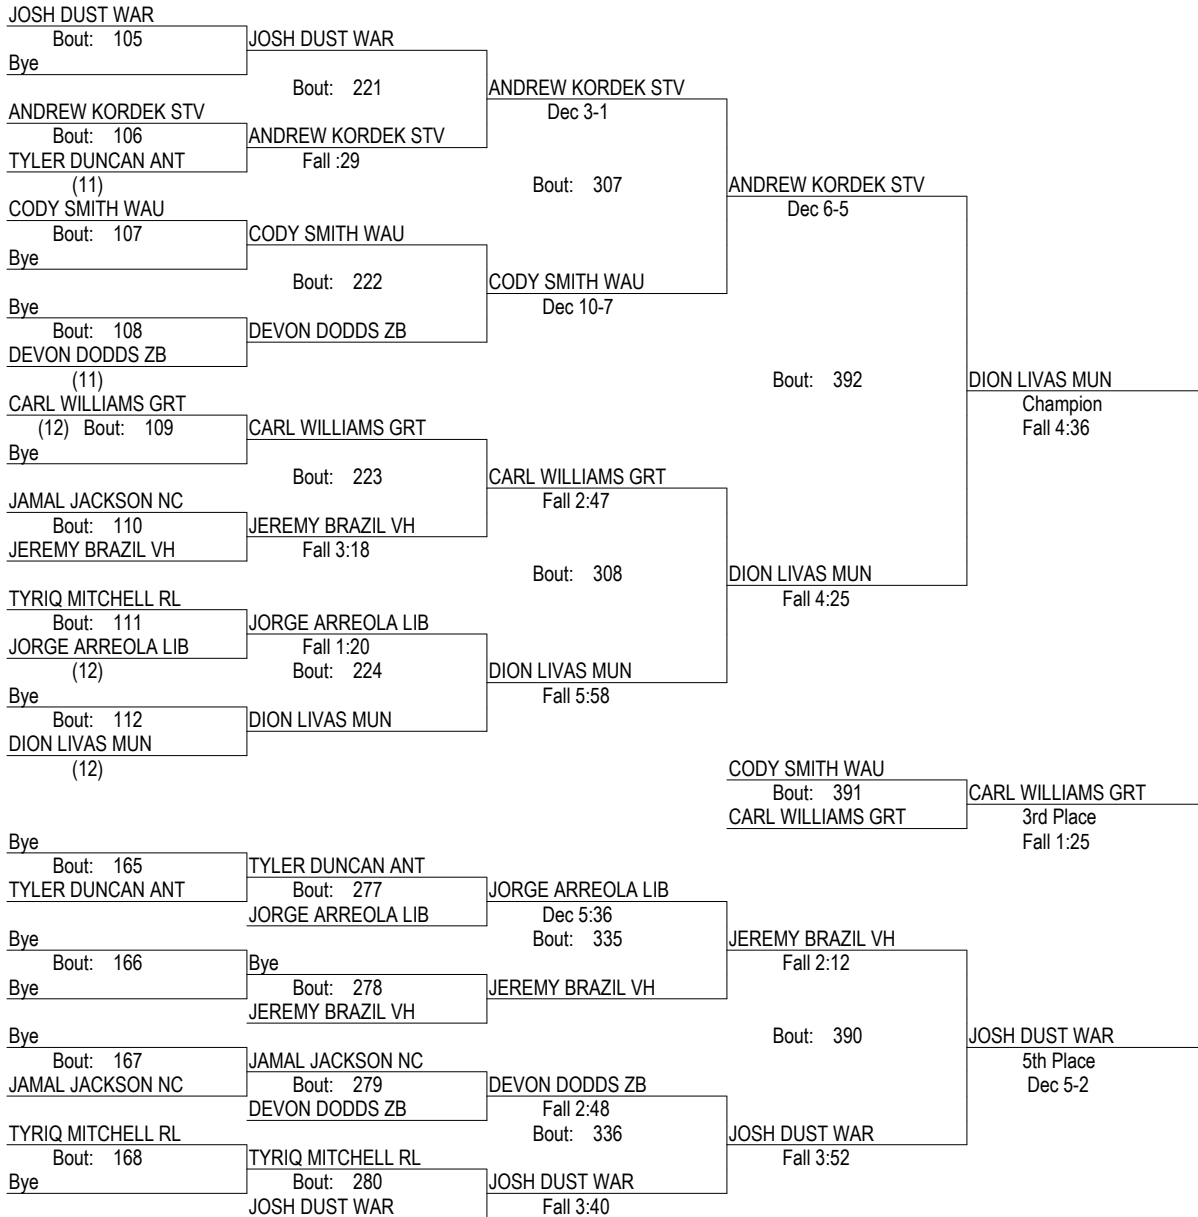 JOSH DUST WAR
Bout: 105 JOSH DUST WAR
Bye
Bout: 221 ANDREW KORDEK STV
ANDREW KORDEK STV Dec 3-1
Bout: 106 ANDREW KORDEK STV
TYLER DUNCAN ANT Fall :29
(11) Bout: 307 ANDREW KORDEK STV
CODY SMITH WAU Dec 6-5
Bout: 107 CODY SMITH WAU
Bye
Bout: 222 CODY SMITH WAU
Bye Dec 10-7
Bout: 108 DEVON DODDS ZB
DEVON DODDS ZB
(11) Bout: 392 DION LIVAS MUN
CARL WILLIAMS GRT Champion
(12) Bout: 109 CARL WILLIAMS GRT Fall 4:36
Bye
Bout: 223 CARL WILLIAMS GRT
JAMAL JACKSON NC Fall 2:47
Bout: 110 JEREMY BRAZIL VH
JEREMY BRAZIL VH Fall 3:18
Bout: 308 DION LIVAS MUN
TYRIQ MITCHELL RL Fall 4:25
Bout: 111 JORGE ARREOLA LIB
JORGE ARREOLA LIB Fall 1:20
(12) Bout: 224 DION LIVAS MUN
Bye Fall 5:58
Bout: 112 DION LIVAS MUN
DION LIVAS MUN
(12) CODY SMITH WAU
Bout: 391 CARL WILLIAMS GRT
CARL WILLIAMS GRT 3rd Place
Bye Fall 1:25
Bout: 165 TYLER DUNCAN ANT
TYLER DUNCAN ANT Bout: 277 JORGE ARREOLA LIB
JORGE ARREOLA LIB Dec 5:36
Bye Bout: 335 JEREMY BRAZIL VH
Bout: 166 Bye Fall 2:12
Bye Bout: 278 JEREMY BRAZIL VH
JEREMY BRAZIL VH
Bye Bout: 390 JOSH DUST WAR
Bout: 167 JAMAL JACKSON NC 5th Place
JAMAL JACKSON NC Bout: 279 DEVON DODDS ZB Dec 5-2
DEVON DODDS ZB Fall 2:48
TYRIQ MITCHELL RL Bout: 336 JOSH DUST WAR
Bout: 168 TYRIQ MITCHELL RL Fall 3:52
Bye Bout: 280 JOSH DUST WAR
JOSH DUST WAR Fall 3:40